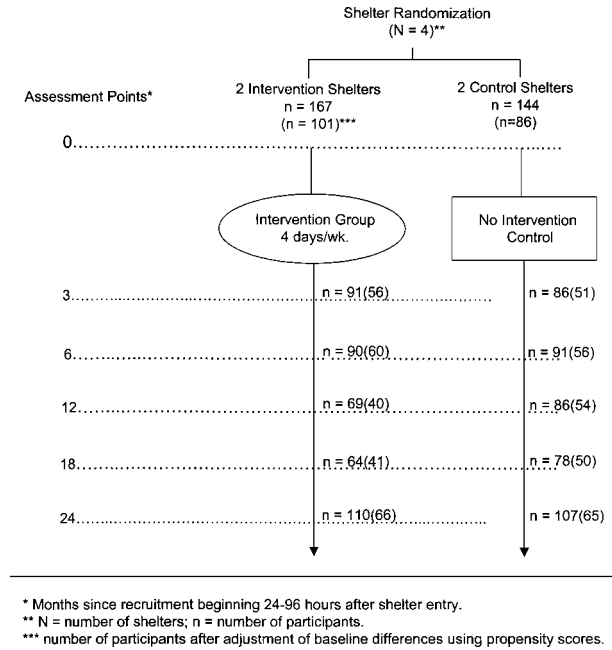 Shelter Randomization
(N = 4)**
2 Intervention Shelters
n = 167
(n = 101)***
2 Control Shelters
n = 144
(n=86)
Assessment Points*
0
Intervention Group
4 days/wk.
No Intervention
Control
3 n = 91(56) n = 86(51)
6 n = 90(60) n = 91(56)
12 n = 69(40) n = 86(54)
18 n = 64(41) n = 78(50)
24 n = 110(66) n = 107(65)
* Months since recruitment beginning 24-96 hours after shelter entry.
** N = number of shelters; n = number of participants.
*** number of participants after adjustment of baseline differences using propensity scores.